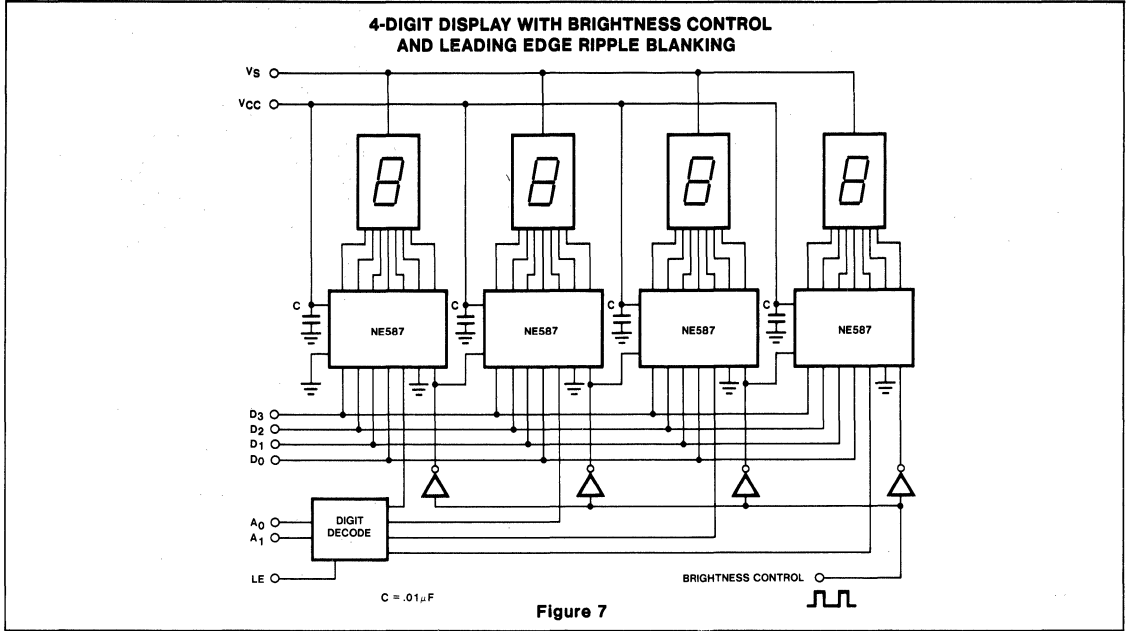 4-DIGIT DISPLAY WITH BRIGHTNESS CONTROL
AND LEADING EDGE RIPPLE BLANKING
VS
VCC
C
C
C
C
NE587
NE587
NE587
NE587
D3
D2
D1
D0
A0
A1
DIGIT
DECODE
LE
BRIGHTNESS CONTROL
C = .01μF
Figure 7